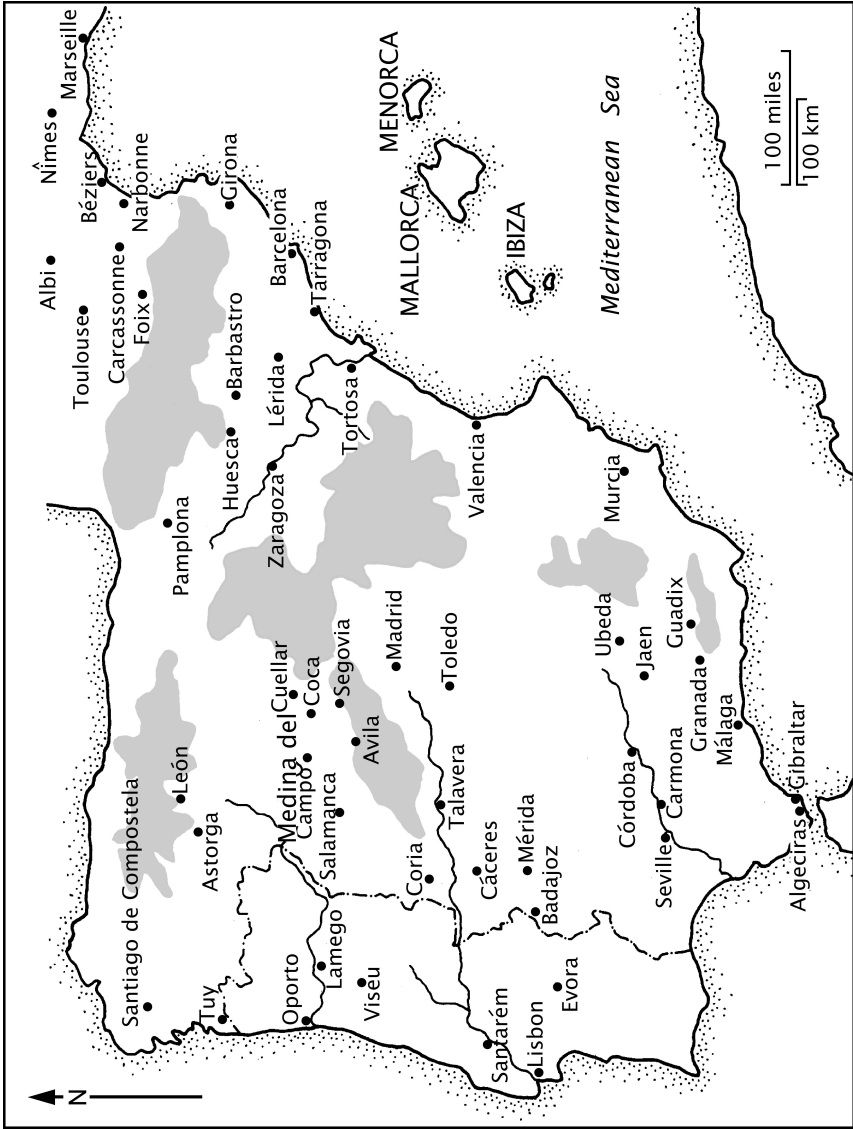 N
Santiago de Compostela
León
Astorga
Tuy
Pamplona
Toulouse
Albi
Carcassonne
Foix
Béziers
Narbonne
Nîmes
Marseille
Girona
Huesca
Barbastro
Lérida
Zaragoza
Barcelona
Tarragona
Tortosa
Oporto
Lamego
Viseu
Medina del
Campo
Cuellar
Coca
Segovia
Salamanca
Avila
Madrid
Toledo
Coria
Talavera
Cáceres
Mérida
Badajoz
Santarém
Lisbon
Evora
Valencia
MENORCA
MALLORCA
IBIZA
Mediterranean Sea
Murcja
Ubeda
Jaen
Guadix
Granada
Málaga
Córdoba
Carmona
Seville
Gibraltar
Algeciras
100 miles
100 km